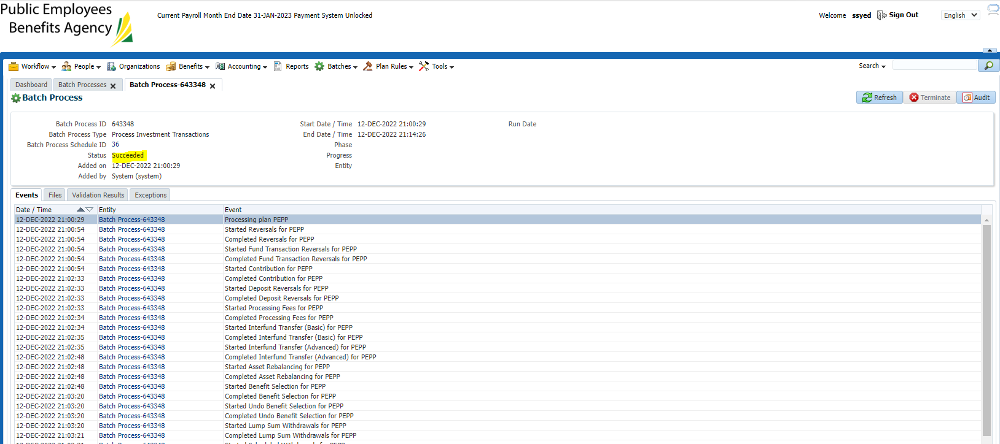 Public Employees
Benefits Agency
Current Payroll Month End Date 31-JAN-2023 Payment System Unlocked
Welcome ssyed Sign Out English
Workflow People Organizations Benefits Accounting Reports Batches Plan Rules Tools Search
Dashboard Batch Processes Batch Process-643348
Batch Process
Refresh Terminate Audit
Batch Process ID 643348 Start Date / Time 12-DEC-2022 21:00:29 Run Date
Batch Process Type Process Investment Transactions End Date / Time 12-DEC-2022 21:14:26
Batch Process Schedule ID 36 Phase
Status Succeeded Progress
Added on 12-DEC-2022 21:00:29 Entity
Added by System (system)
Events Files Validation Results Exceptions
Date / Time Entity Event
12-DEC-2022 21:00:29 Batch Process-643348 Processing plan PEPP
12-DEC-2022 21:00:54 Batch Process-643348 Started Reversals for PEPP
12-DEC-2022 21:00:54 Batch Process-643348 Completed Reversals for PEPP
12-DEC-2022 21:00:54 Batch Process-643348 Started Fund Transaction Reversals for PEPP
12-DEC-2022 21:00:54 Batch Process-643348 Completed Fund Transaction Reversals for PEPP
12-DEC-2022 21:00:54 Batch Process-643348 Started Contribution for PEPP
12-DEC-2022 21:02:33 Batch Process-643348 Completed Contribution for PEPP
12-DEC-2022 21:02:33 Batch Process-643348 Started Deposit Reversals for PEPP
12-DEC-2022 21:02:33 Batch Process-643348 Completed Deposit Reversals for PEPP
12-DEC-2022 21:02:33 Batch Process-643348 Started Processing Fees for PEPP
12-DEC-2022 21:02:34 Batch Process-643348 Completed Processing Fees for PEPP
12-DEC-2022 21:02:34 Batch Process-643348 Started Interfund Transfer (Basic) for PEPP
12-DEC-2022 21:02:35 Batch Process-643348 Completed Interfund Transfer (Basic) for PEPP
12-DEC-2022 21:02:35 Batch Process-643348 Started Interfund Transfer (Advanced) for PEPP
12-DEC-2022 21:02:48 Batch Process-643348 Completed Interfund Transfer (Advanced) for PEPP
12-DEC-2022 21:02:48 Batch Process-643348 Started Asset Rebalancing for PEPP
12-DEC-2022 21:02:48 Batch Process-643348 Completed Asset Rebalancing for PEPP
12-DEC-2022 21:02:48 Batch Process-643348 Started Benefit Selection for PEPP
12-DEC-2022 21:03:20 Batch Process-643348 Completed Benefit Selection for PEPP
12-DEC-2022 21:03:20 Batch Process-643348 Started Undo Benefit Selection for PEPP
12-DEC-2022 21:03:20 Batch Process-643348 Completed Undo Benefit Selection for PEPP
12-DEC-2022 21:03:20 Batch Process-643348 Started Lump Sum Withdrawals for PEPP
12-DEC-2022 21:03:21 Batch Process-643348 Completed Lump Sum Withdrawals for PEPP